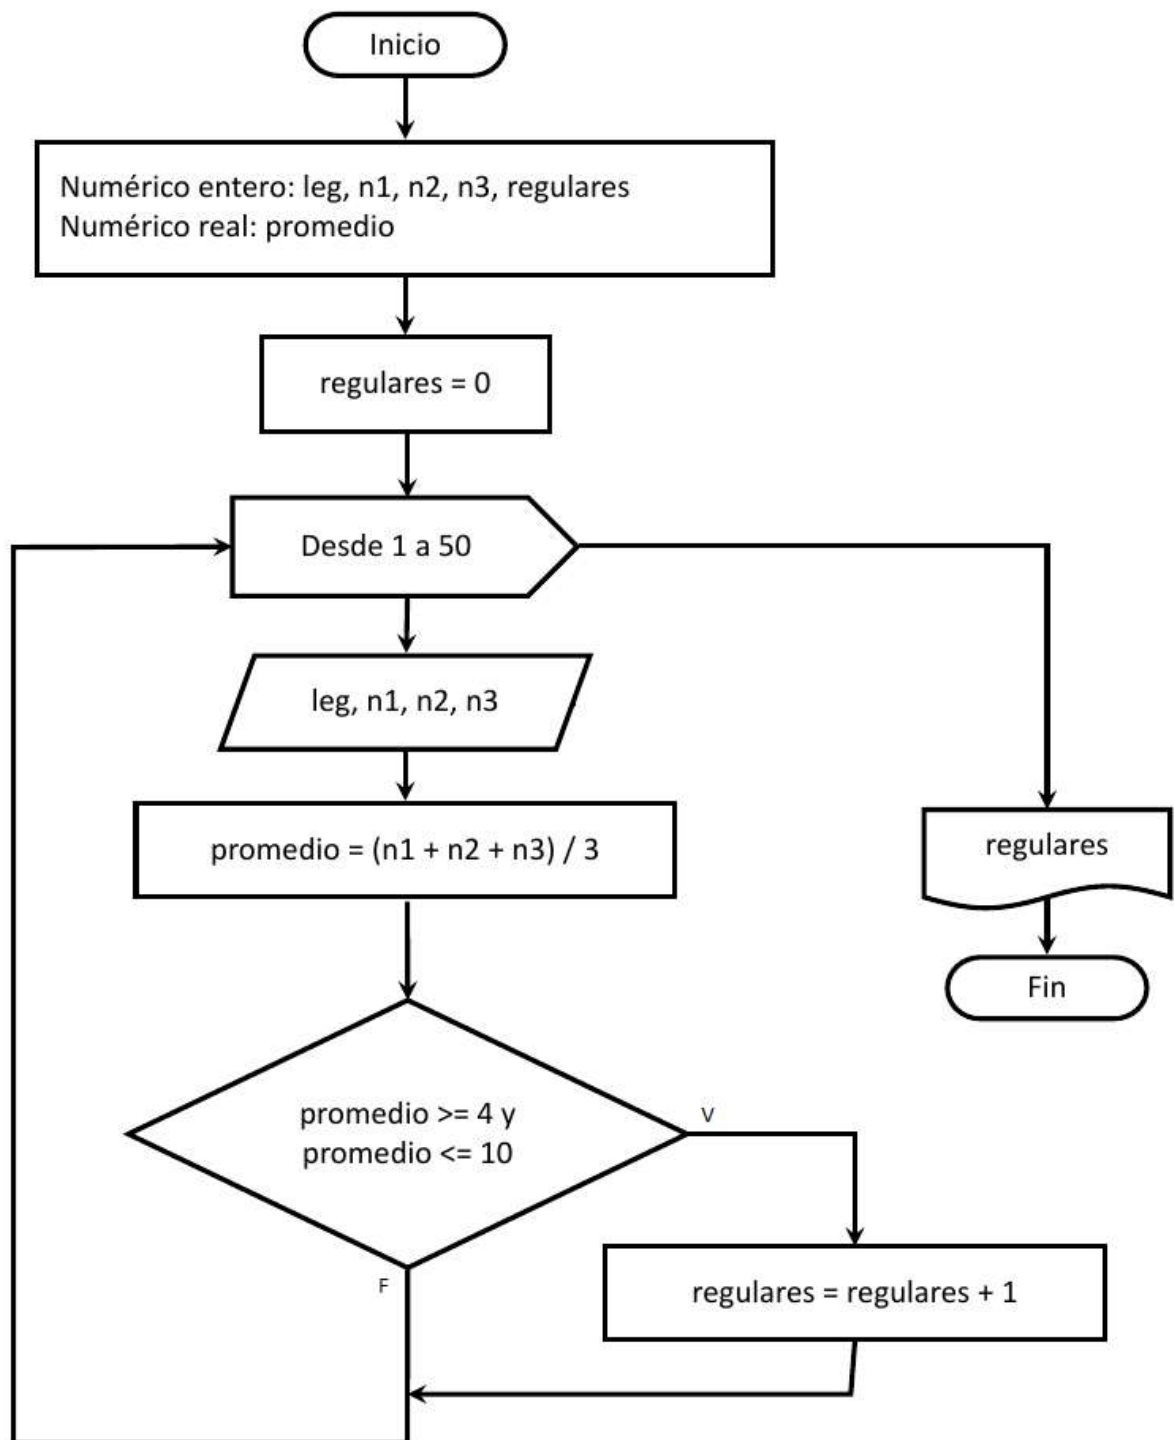 Inicio
Numérico entero: leg, n1, n2, n3, regulares
Numérico real: promedio
regulares = 0
Desde 1 a 50
leg, n1, n2, n3
promedio = (n1 + n2 + n3) / 3
regulares
Fin
promedio >= 4 y
promedio <= 10
V
F
regulares = regulares + 1